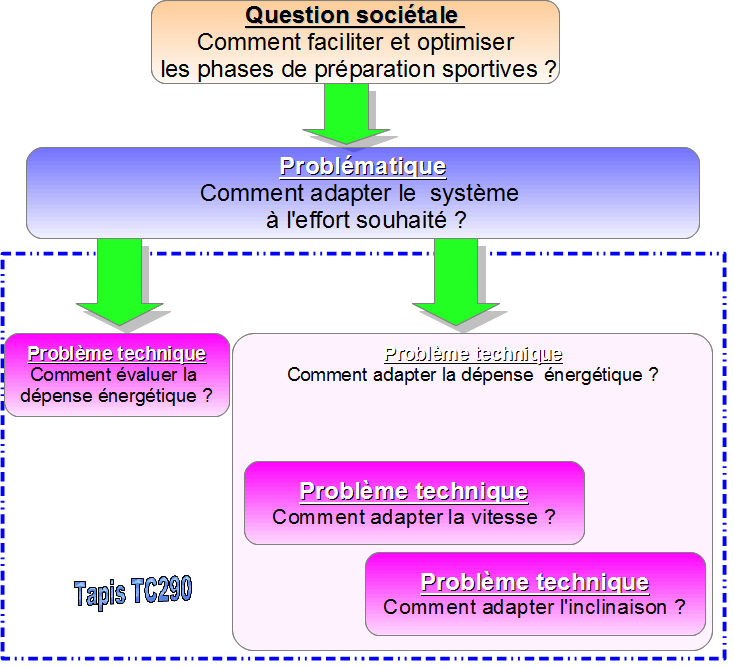 Question sociétale
Comment faciliter et optimiser
les phases de préparation sportives ?
Problématique
Comment adapter le système
à l'effort souhaité ?
Problème technique
Comment évaluer la
dépense énergétique ?
Problème technique
Comment adapter la dépense énergétique ?
Problème technique
Comment adapter la vitesse ?
Problème technique
Comment adapter l'inclinaison ?
Tapis TC290